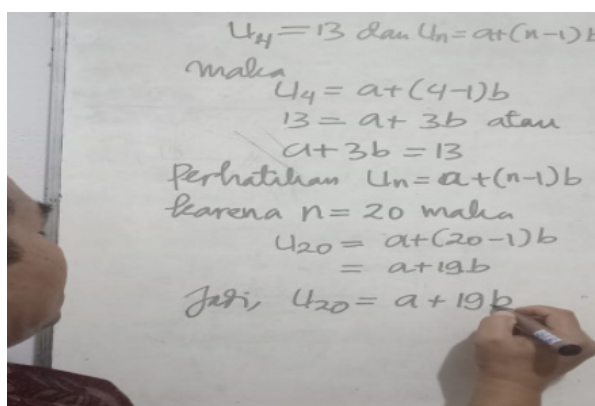 U₄ = 13 dan Un = a+(n-1)b
maka
U₄ = a+(4-1)b
13 = a+ 3b atau
a+3b = 13
Perhatikan Un = a+(n-1)b
karena n = 20 maka
U₂₀ = a+(20-1)b
= a+19b
Jadi, U₂₀ = a + 19b